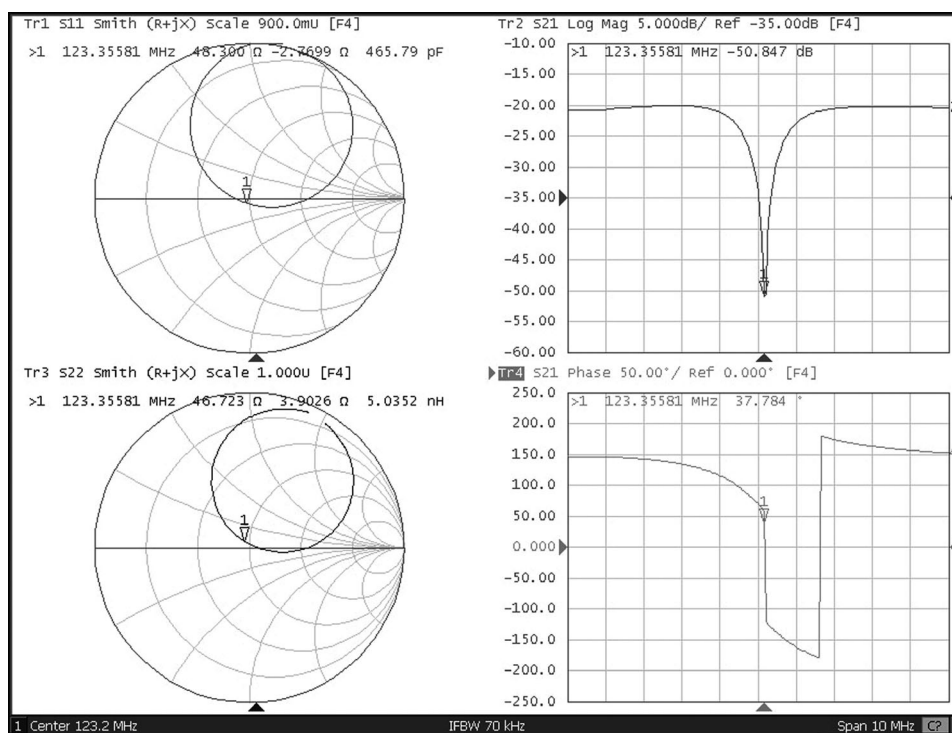 Tr1 S11 Smith (R+jX) Scale 900.0mU [F4]
>1 123.35581 MHz 48.300 Ω -2.7699 Ω 465.79 pF
1
Tr2 S21 Log Mag 5.000dB/ Ref -35.00dB [F4]
>1 123.35581 MHz -50.847 dB
-10.00
-15.00
-20.00
-25.00
-30.00
-35.00
-40.00
-45.00
-50.00
-55.00
-60.00
1
Tr3 S22 Smith (R+jX) Scale 1.000U [F4]
>1 123.35581 MHz 46.723 Ω 3.9026 Ω 5.0352 nH
1
Tr4 S21 Phase 50.00°/ Ref 0.000° [F4]
>1 123.35581 MHz 37.784 °
250.0
200.0
150.0
100.0
50.00
0.000
-50.00
-100.0
-150.0
-200.0
-250.0
1
1 Center 123.2 MHz IFBW 70 kHz Span 10 MHz C?